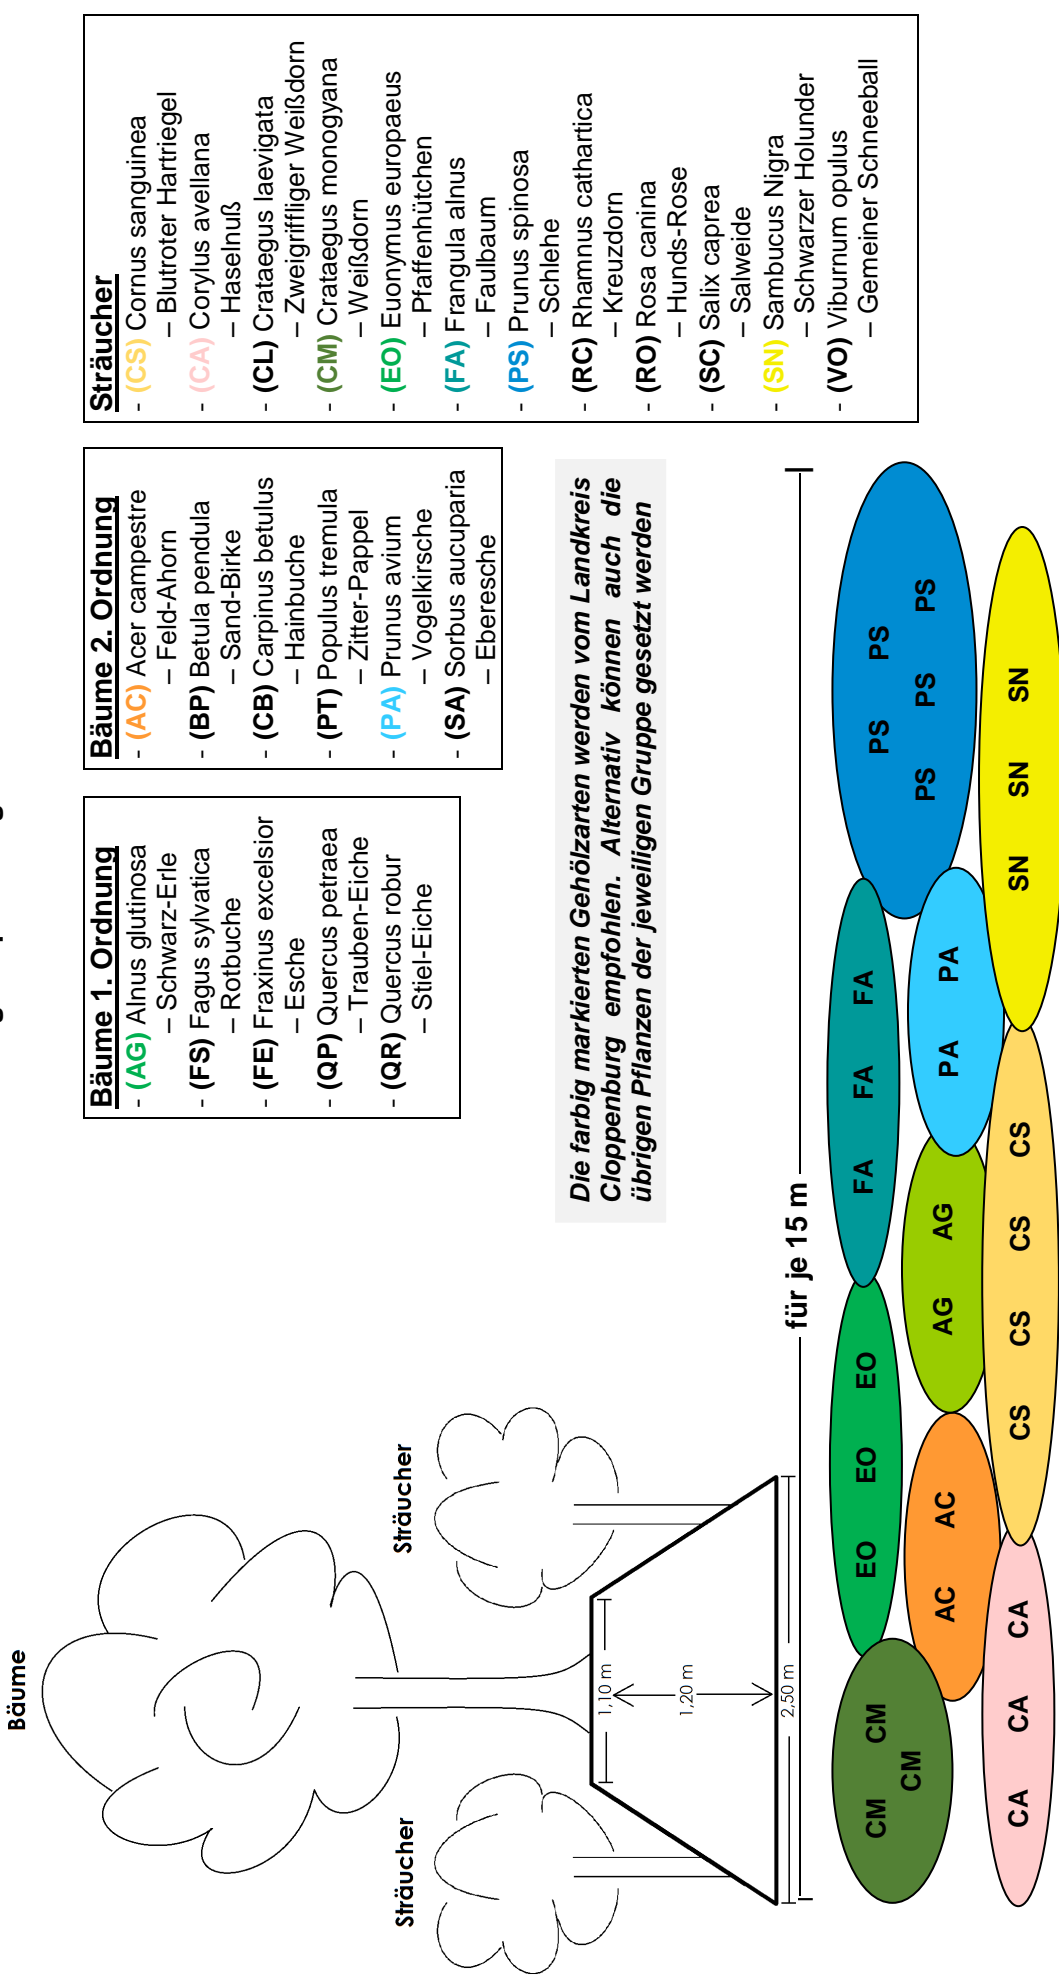 Bäume
Sträucher
Sträucher
1,10 m
1,20 m
2,50 m
Bäume 1. Ordnung
- (AG) Alnus glutinosa
– Schwarz-Erle
- (FS) Fagus sylvatica
– Rotbuche
- (FE) Fraxinus excelsior
– Esche
- (QP) Quercus petraea
– Trauben-Eiche
- (QR) Quercus robur
– Stiel-Eiche
Bäume 2. Ordnung
- (AC) Acer campestre
– Feld-Ahorn
- (BP) Betula pendula
– Sand-Birke
- (CB) Carpinus betulus
– Hainbuche
- (PT) Populus tremula
– Zitter-Pappel
- (PA) Prunus avium
– Vogelkirsche
- (SA) Sorbus aucuparia
– Eberesche
Sträucher
- (CS) Cornus sanguinea
– Blutroter Hartriegel
- (CA) Corylus avellana
– Haselnuß
- (CL) Crataegus laevigata
– Zweigriffliger Weißdorn
- (CM) Crataegus monogyana
– Weißdorn
- (EO) Euonymus europaeus
– Pfaffenhütchen
- (FA) Frangula alnus
– Faulbaum
- (PS) Prunus spinosa
– Schlehe
- (RC) Rhamnus cathartica
– Kreuzdorn
- (RO) Rosa canina
– Hunds-Rose
- (SC) Salix caprea
– Salweide
- (SN) Sambucus Nigra
– Schwarzer Holunder
- (VO) Viburnum opulus
– Gemeiner Schneeball
Die farbig markierten Gehölzarten werden vom Landkreis
Cloppenburg empfohlen. Alternativ können auch die
übrigen Pflanzen der jeweiligen Gruppe gesetzt werden
für je 15 m
CM CM EO EO EO FA FA FA PS PS
CM AC AC AG AG PA PA PS PS PS
CA CA CA CS CS CS CS SN SN SN